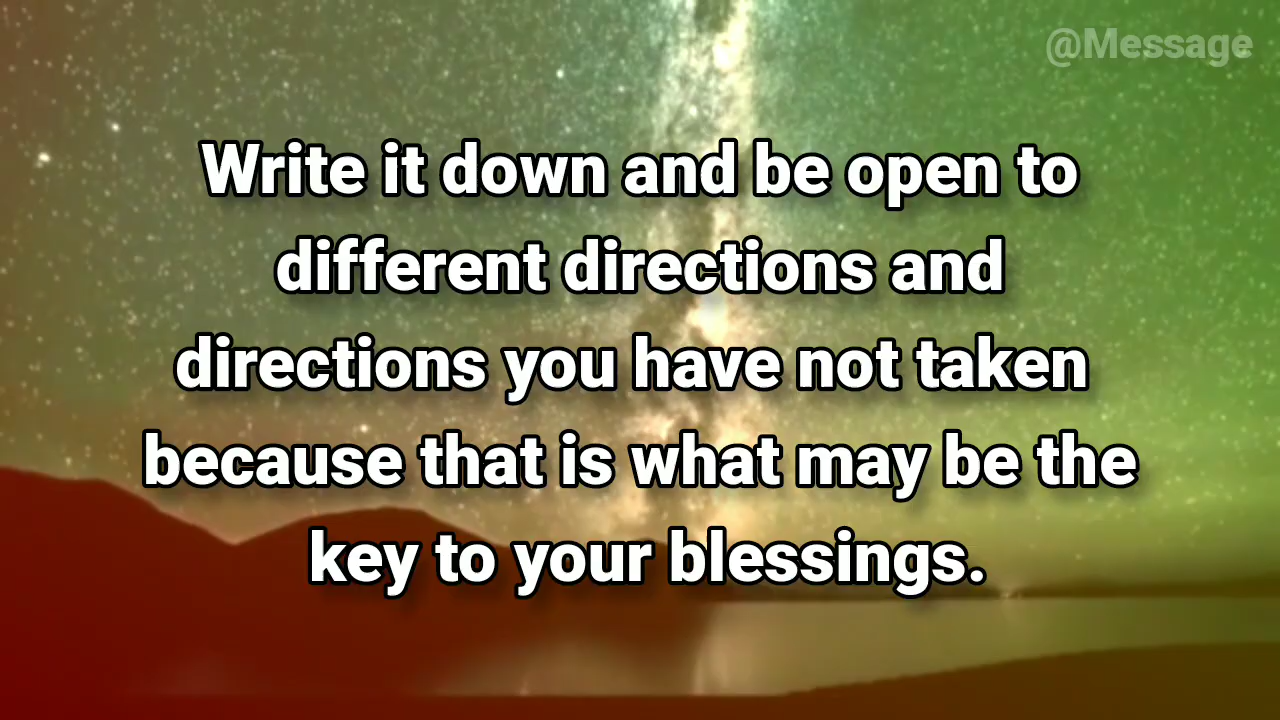 @Message
Write it down and be open to
different directions and
directions you have not taken
because that is what may be the
key to your blessings.